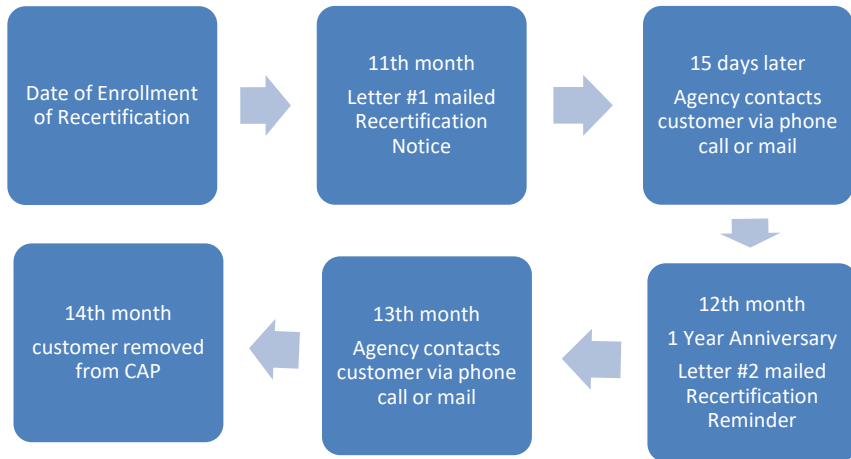 Date of Enrollment
of Recertification
11th month
Letter #1 mailed
Recertification
Notice
15 days later
Agency contacts
customer via phone
call or mail
12th month
1 Year Anniversary
Letter #2 mailed
Recertification
Reminder
13th month
Agency contacts
customer via phone
call or mail
14th month
customer removed
from CAP